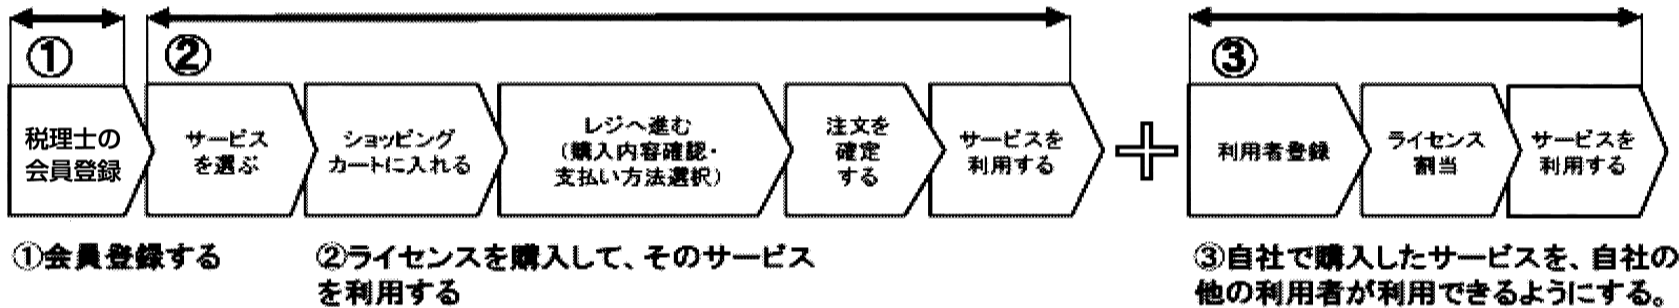 ①
②
③
税理士の
会員登録
サービス
を選ぶ
ショッピング
カートに入れる
レジへ進む
(購入内容確認・
支払い方法選択)
注文を
確定
する
サービスを
利用する
利用者登録
ライセンス
割当
サービスを
利用する
①会員登録する
②ライセンスを購入して、そのサービス
を利用する
③自社で購入したサービスを、自社の
他の利用者が利用できるようにする。